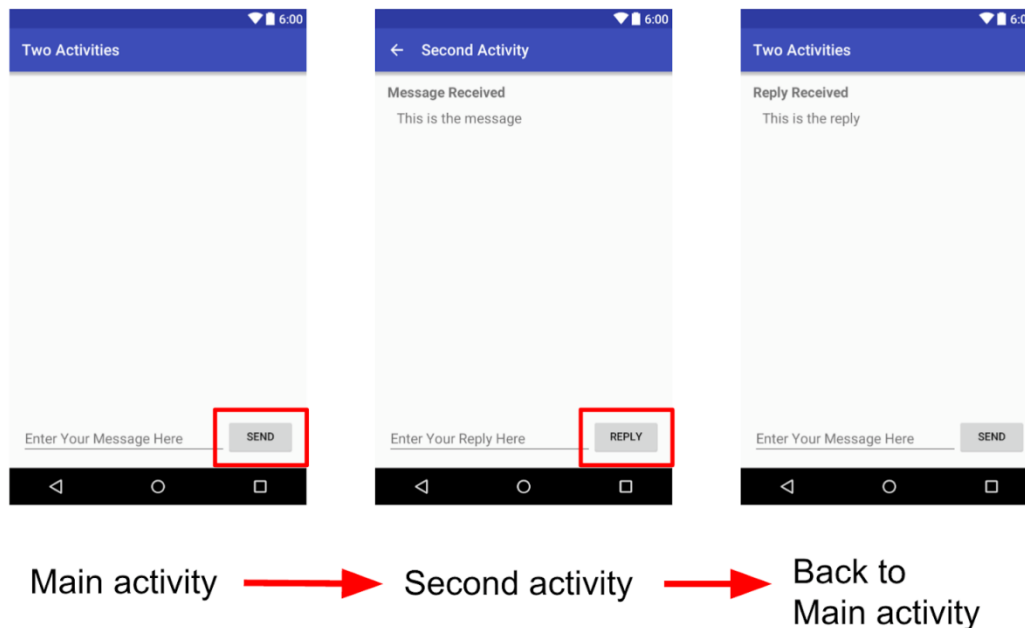 6:00
Two Activities
Enter Your Message Here
SEND
6:00
Second Activity
Message Received
This is the message
Enter Your Reply Here
REPLY
6:0
Two Activities
Reply Received
This is the reply
Enter Your Message Here
SEND
Main activity
Second activity
Back to
Main activity